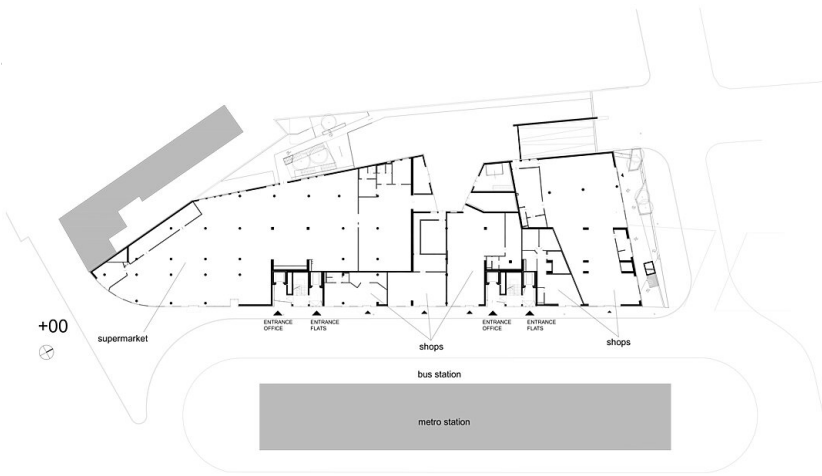 +00
supermarket
ENTRANCE
OFFICE
ENTRANCE
FLATS
shops
ENTRANCE
OFFICE
ENTRANCE
FLATS
shops
bus station
metro station